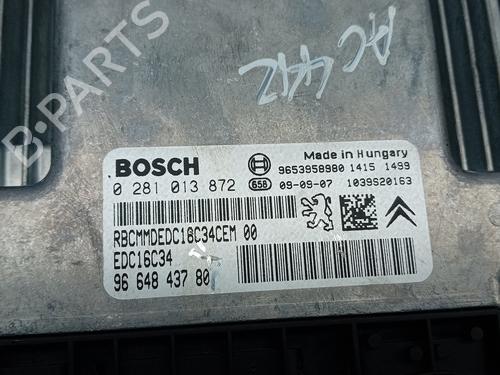 AC442
B-PARTS
BOSCH
Made in Hungary
9653958980 1415 1499
0 281 013 872
658
09-09-07
1039S20163
RBCMMDEDC16C34CEM 00
EDC16C34
96 648 437 80